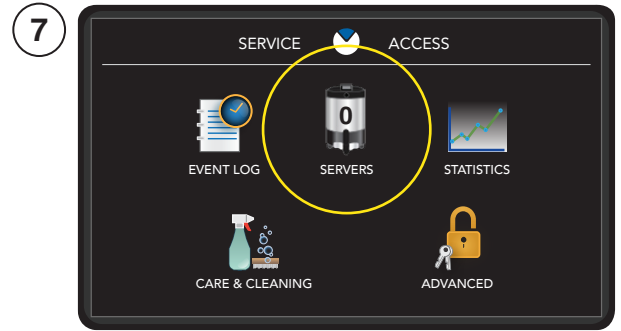 7
SERVICE ACCESS
0
EVENT LOG SERVERS STATISTICS
CARE & CLEANING ADVANCED